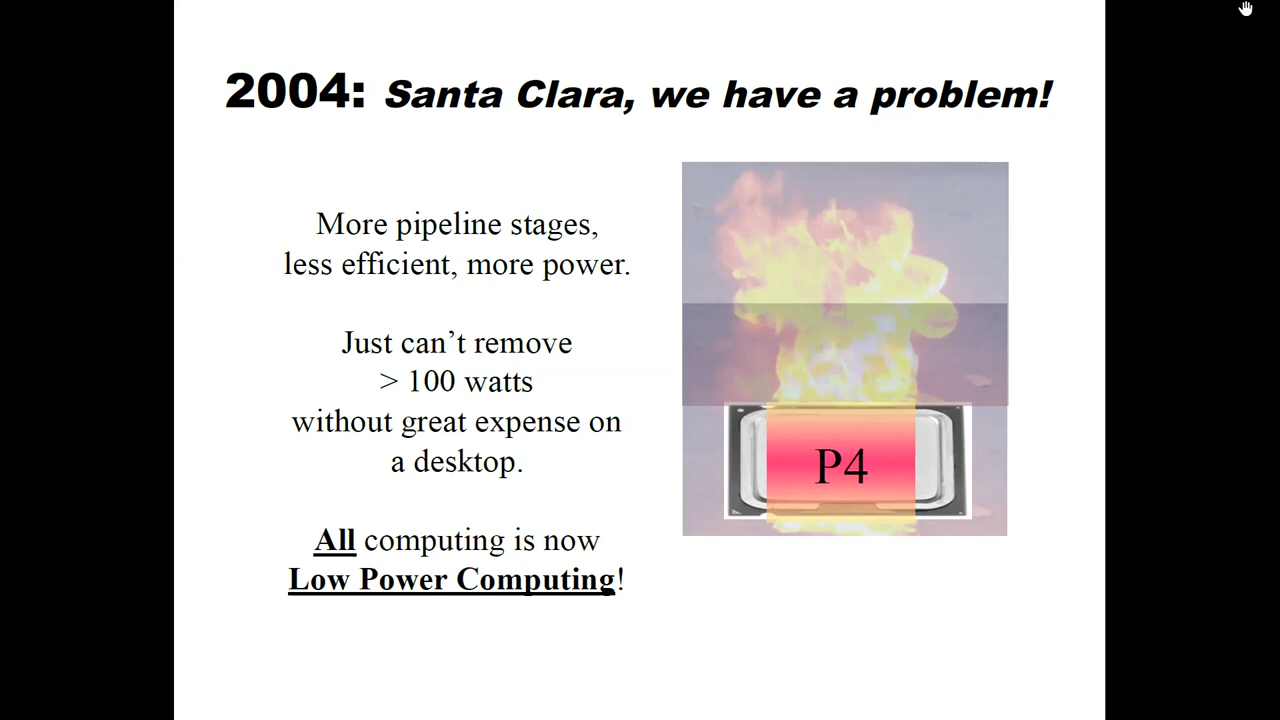 2004: Santa Clara, we have a problem!
More pipeline stages,
less efficient, more power.
Just can’t remove
> 100 watts
without great expense on
a desktop.
All computing is now
Low Power Computing!
P4